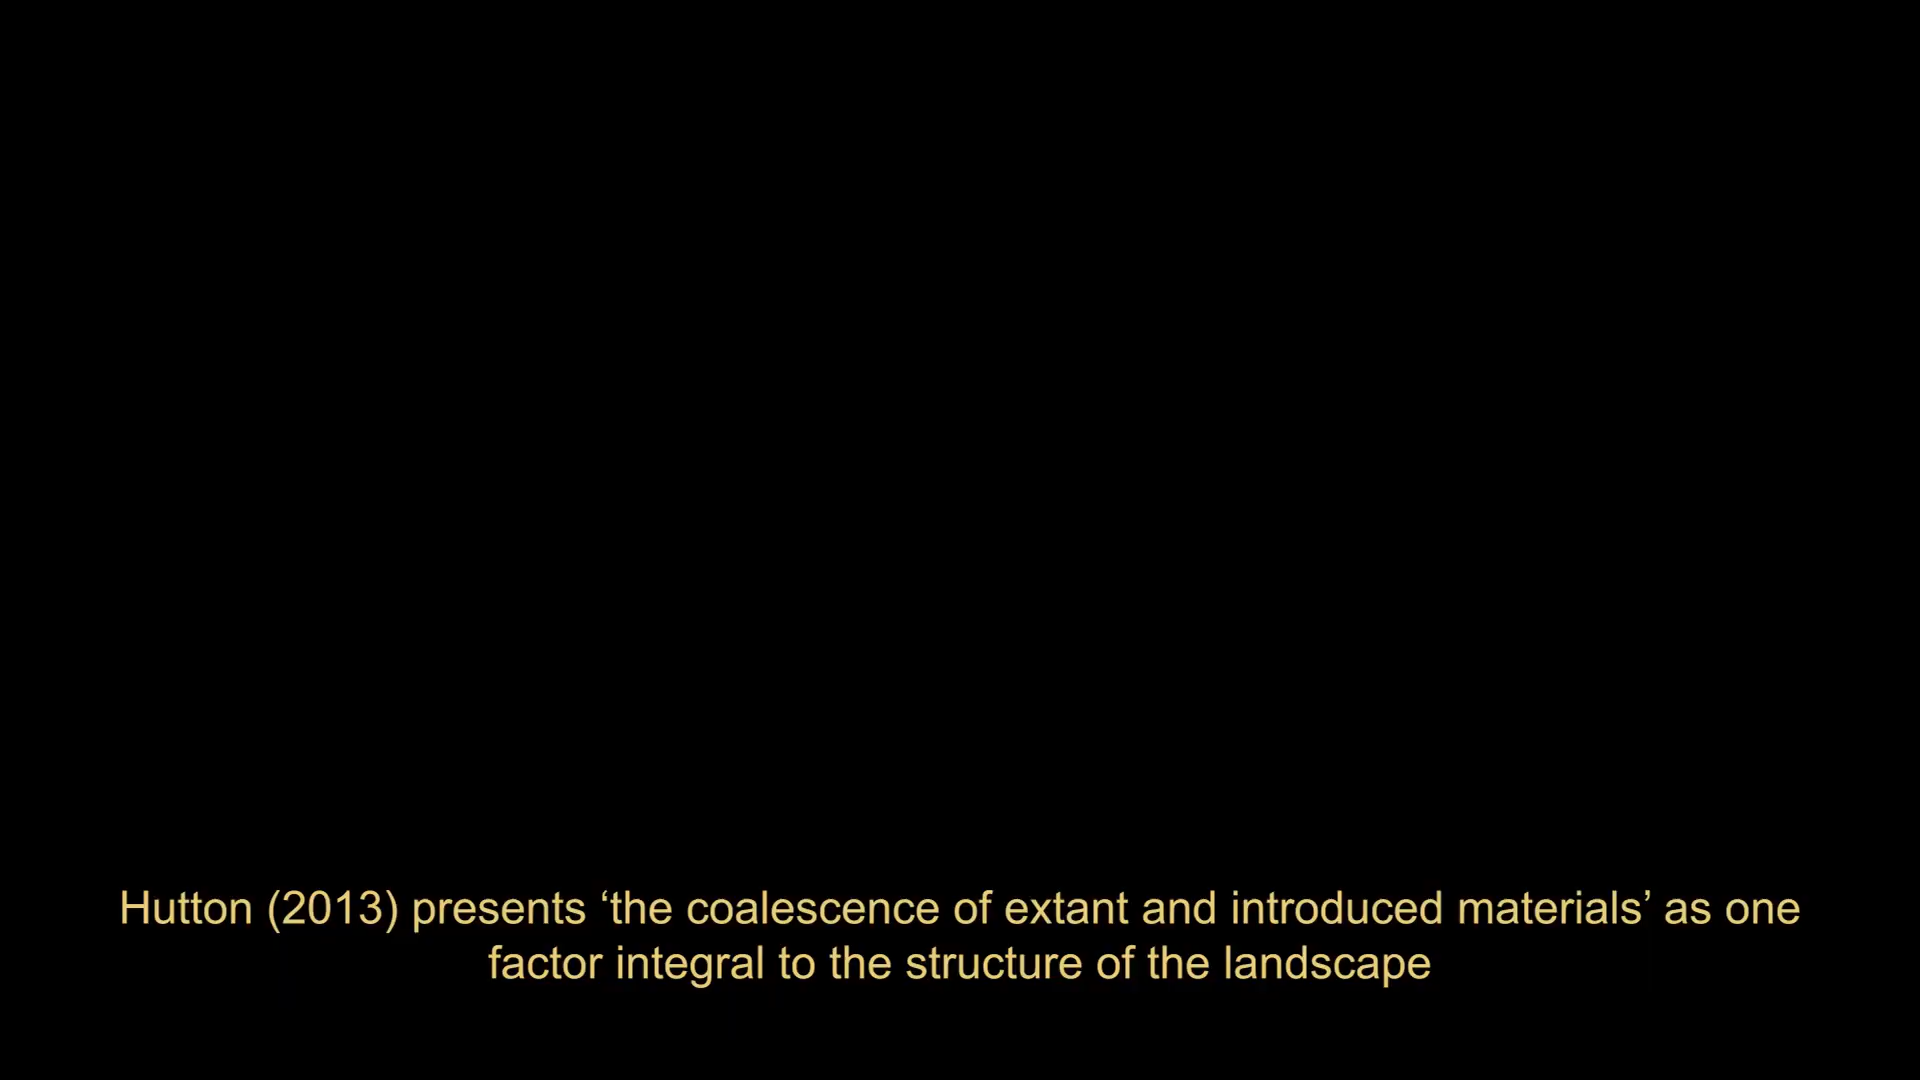 Hutton (2013) presents ‘the coalescence of extant and introduced materials’ as one
factor integral to the structure of the landscape